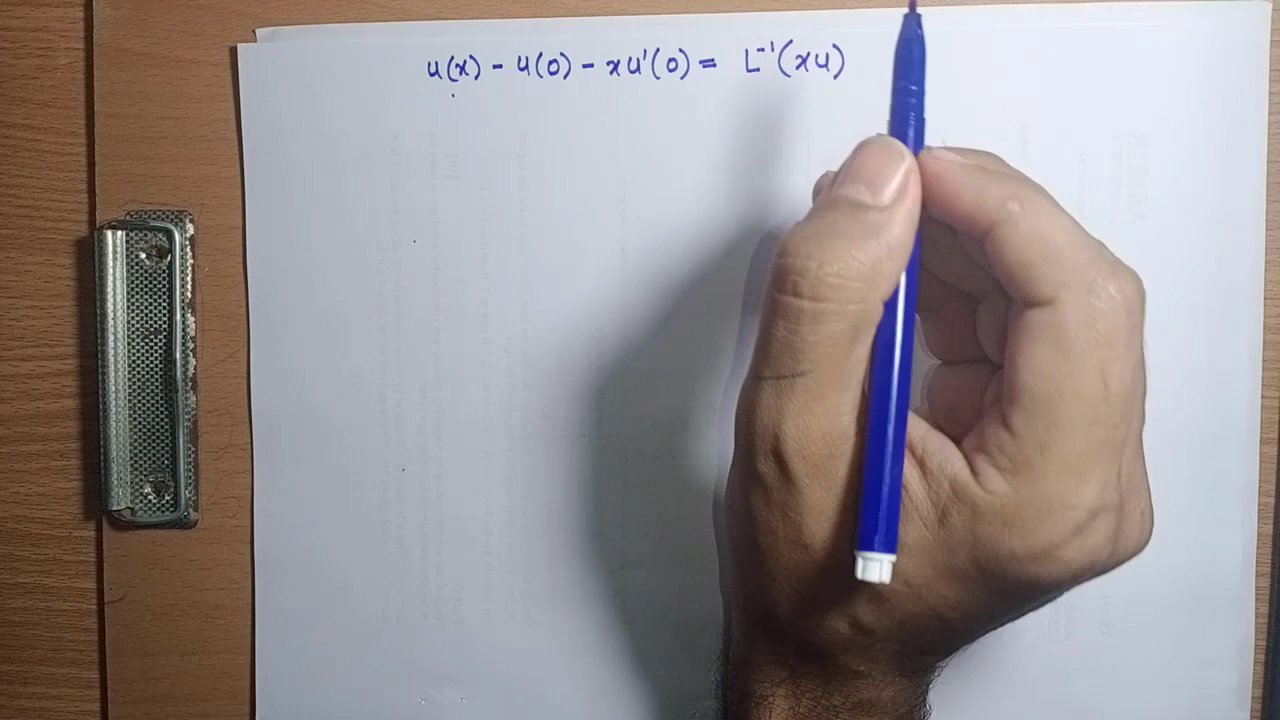 u(x) - u(0) - xu'(0) = L⁻¹(xu)